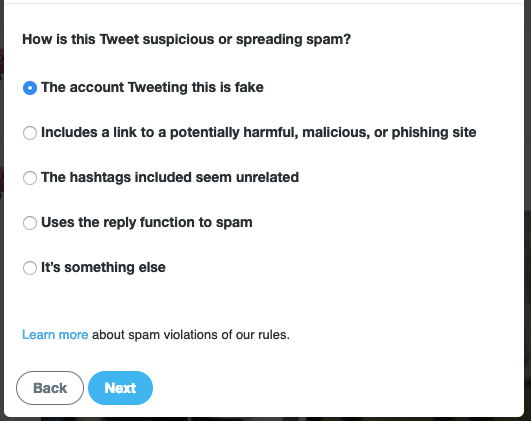 How is this Tweet suspicious or spreading spam?
The account Tweeting this is fake
Includes a link to a potentially harmful, malicious, or phishing site
The hashtags included seem unrelated
Uses the reply function to spam
It's something else
Learn more about spam violations of our rules.
Back
Next